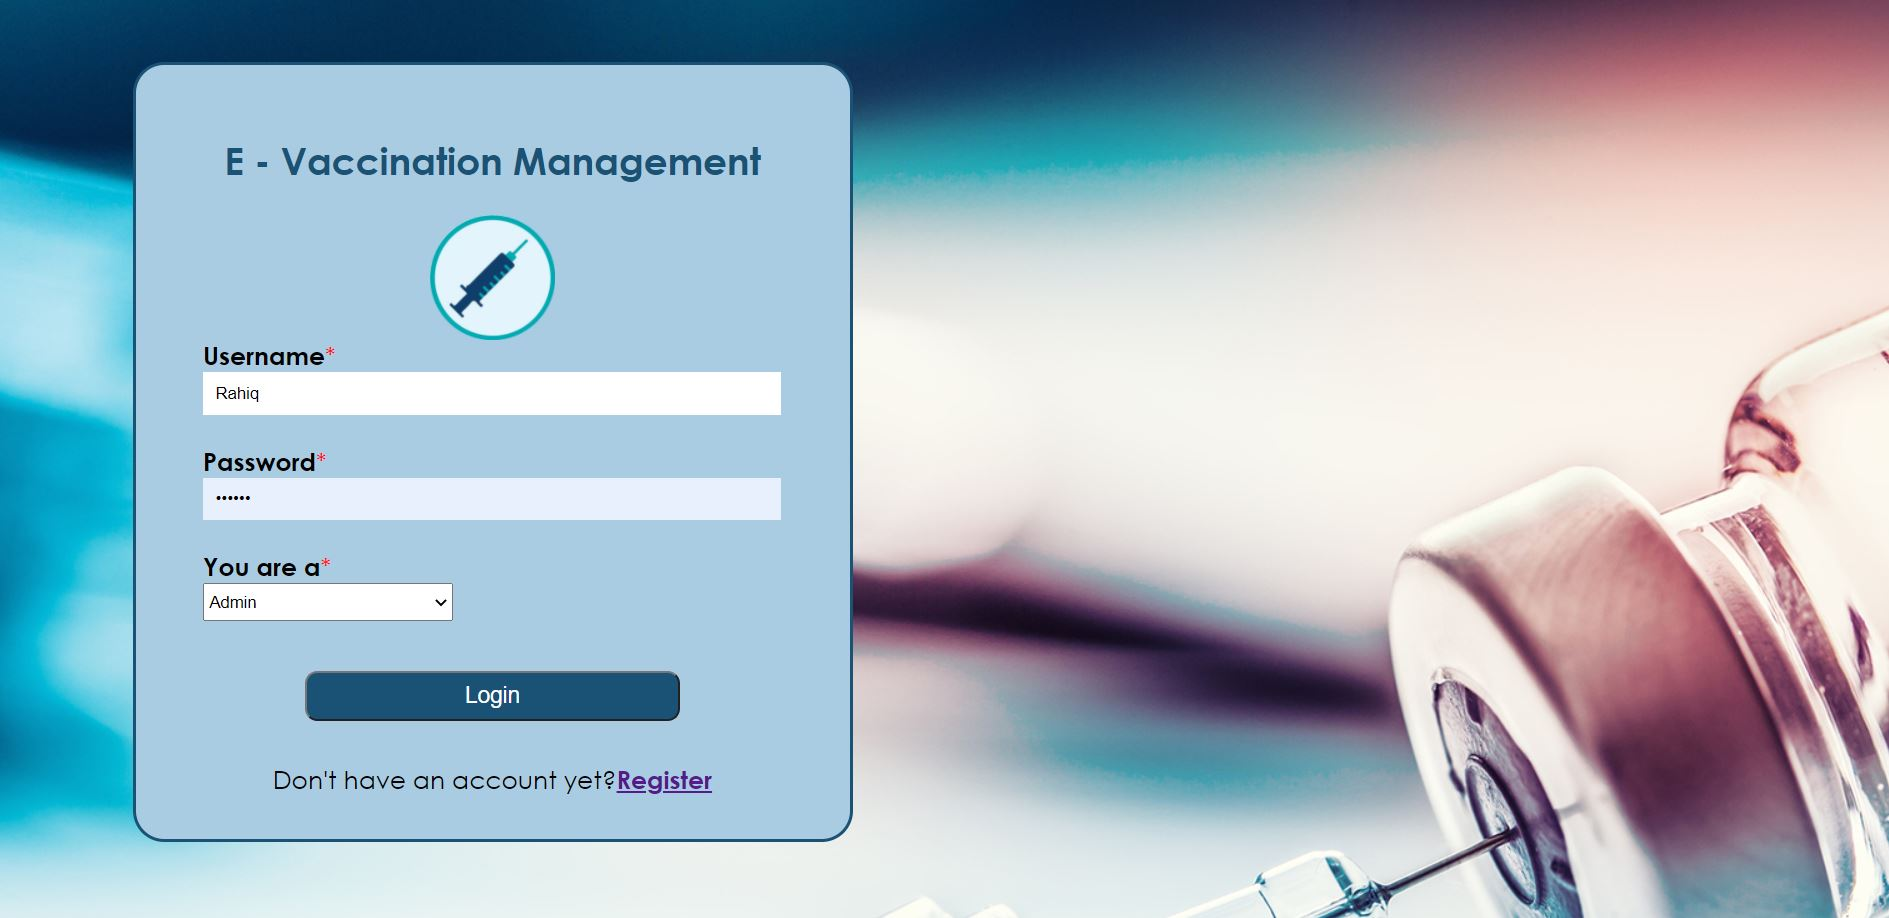 E - Vaccination Management
Username*
Rahiq
Password*
••••••
You are a*
Admin
Login
Don't have an account yet?Register